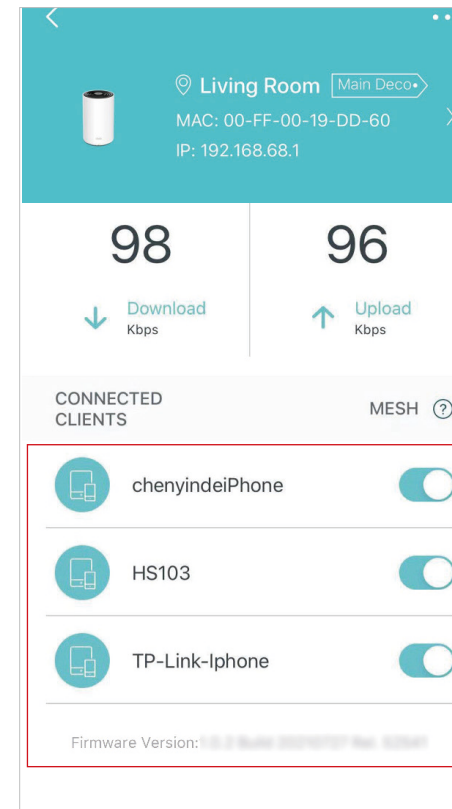 Living Room Main Deco
MAC: 00-FF-00-19-DD-60
IP: 192.168.68.1
98 96
Download Upload
Kbps Kbps
CONNECTED
CLIENTS
MESH ?
chenyindeiPhone
HS103
TP-Link-Iphone
Firmware Version: